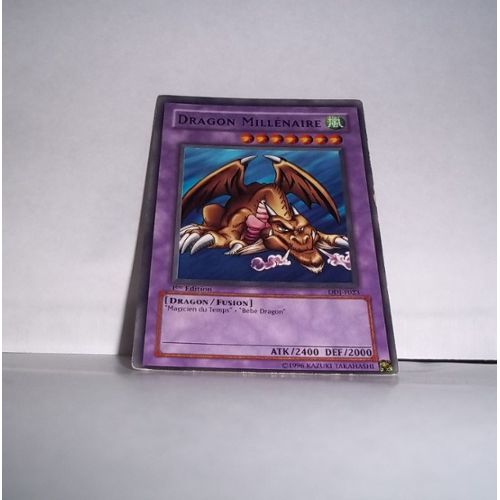 DRAGON MILLÉNAIRE
1st Edition
[DRAGON/FUSION]
"Magicien du Temps" + "Bébé Dragon"
ATK/2400 DEF/2000
©1996 KAZUKI TAKAHASHI